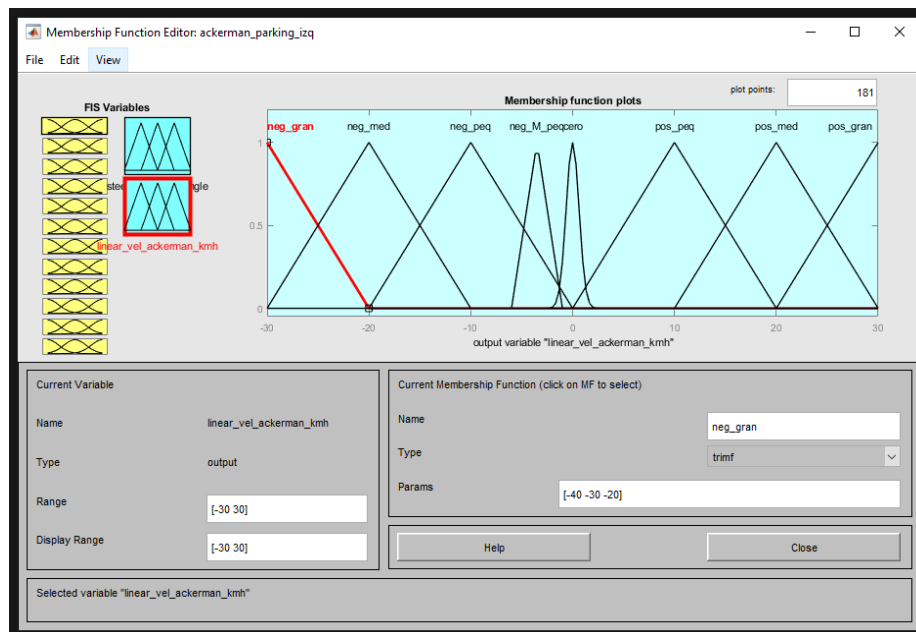 Membership Function Editor: ackerman_parking_izq
File Edit View
FIS Variables
plot points: 181
Membership function plots
neg_gran neg_med neg_peq neg_M_peq cero pos_peq pos_med pos_gran
1
0.5
0
-30 -20 -10 0 10 20 30
output variable "linear_vel_ackerman_kmh"
linear_vel_ackerman_kmh
Current Variable
Name linear_vel_ackerman_kmh
Type output
Range [-30 30]
Display Range [-30 30]
Current Membership Function (click on MF to select)
Name neg_gran
Type trimf
Params [-40 -30 -20]
Help Close
Selected variable "linear_vel_ackerman_kmh"